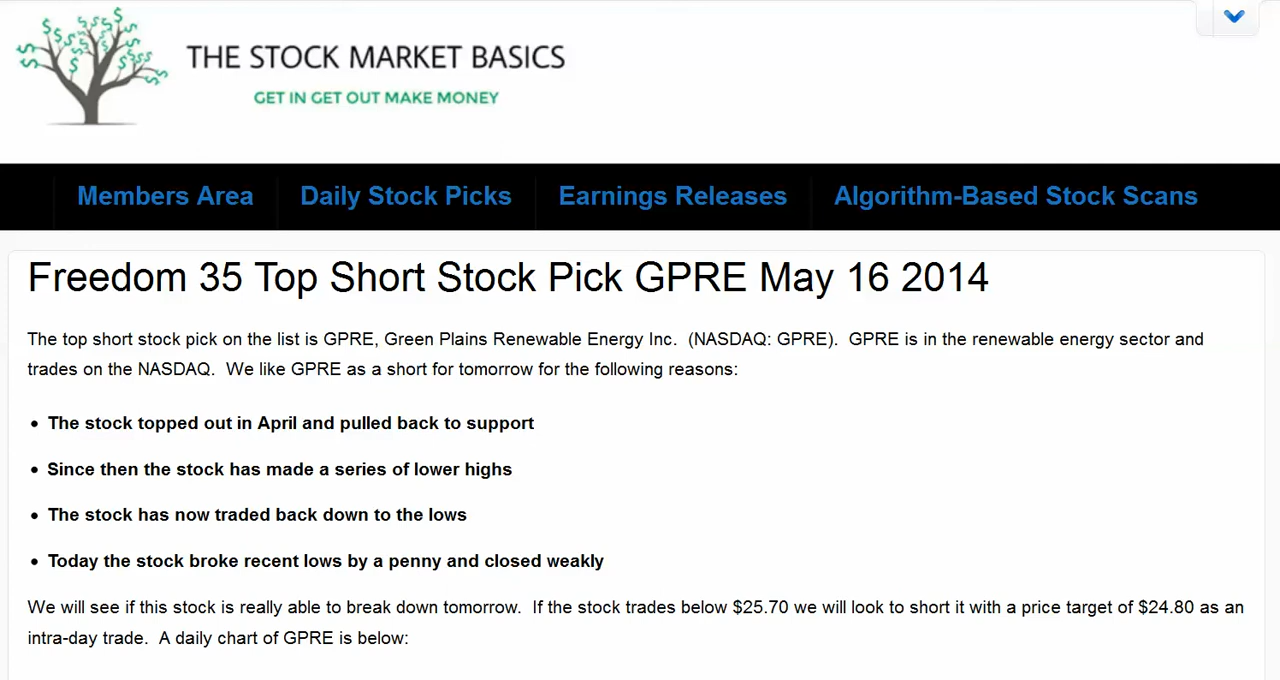 THE STOCK MARKET BASICS
GET IN GET OUT MAKE MONEY
Members Area
Daily Stock Picks
Earnings Releases
Algorithm-Based Stock Scans
Freedom 35 Top Short Stock Pick GPRE May 16 2014
The top short stock pick on the list is GPRE, Green Plains Renewable Energy Inc.  (NASDAQ: GPRE).  GPRE is in the renewable energy sector and
trades on the NASDAQ.  We like GPRE as a short for tomorrow for the following reasons:
• The stock topped out in April and pulled back to support
• Since then the stock has made a series of lower highs
• The stock has now traded back down to the lows
• Today the stock broke recent lows by a penny and closed weakly
We will see if this stock is really able to break down tomorrow.  If the stock trades below $25.70 we will look to short it with a price target of $24.80 as an
intra-day trade.  A daily chart of GPRE is below: